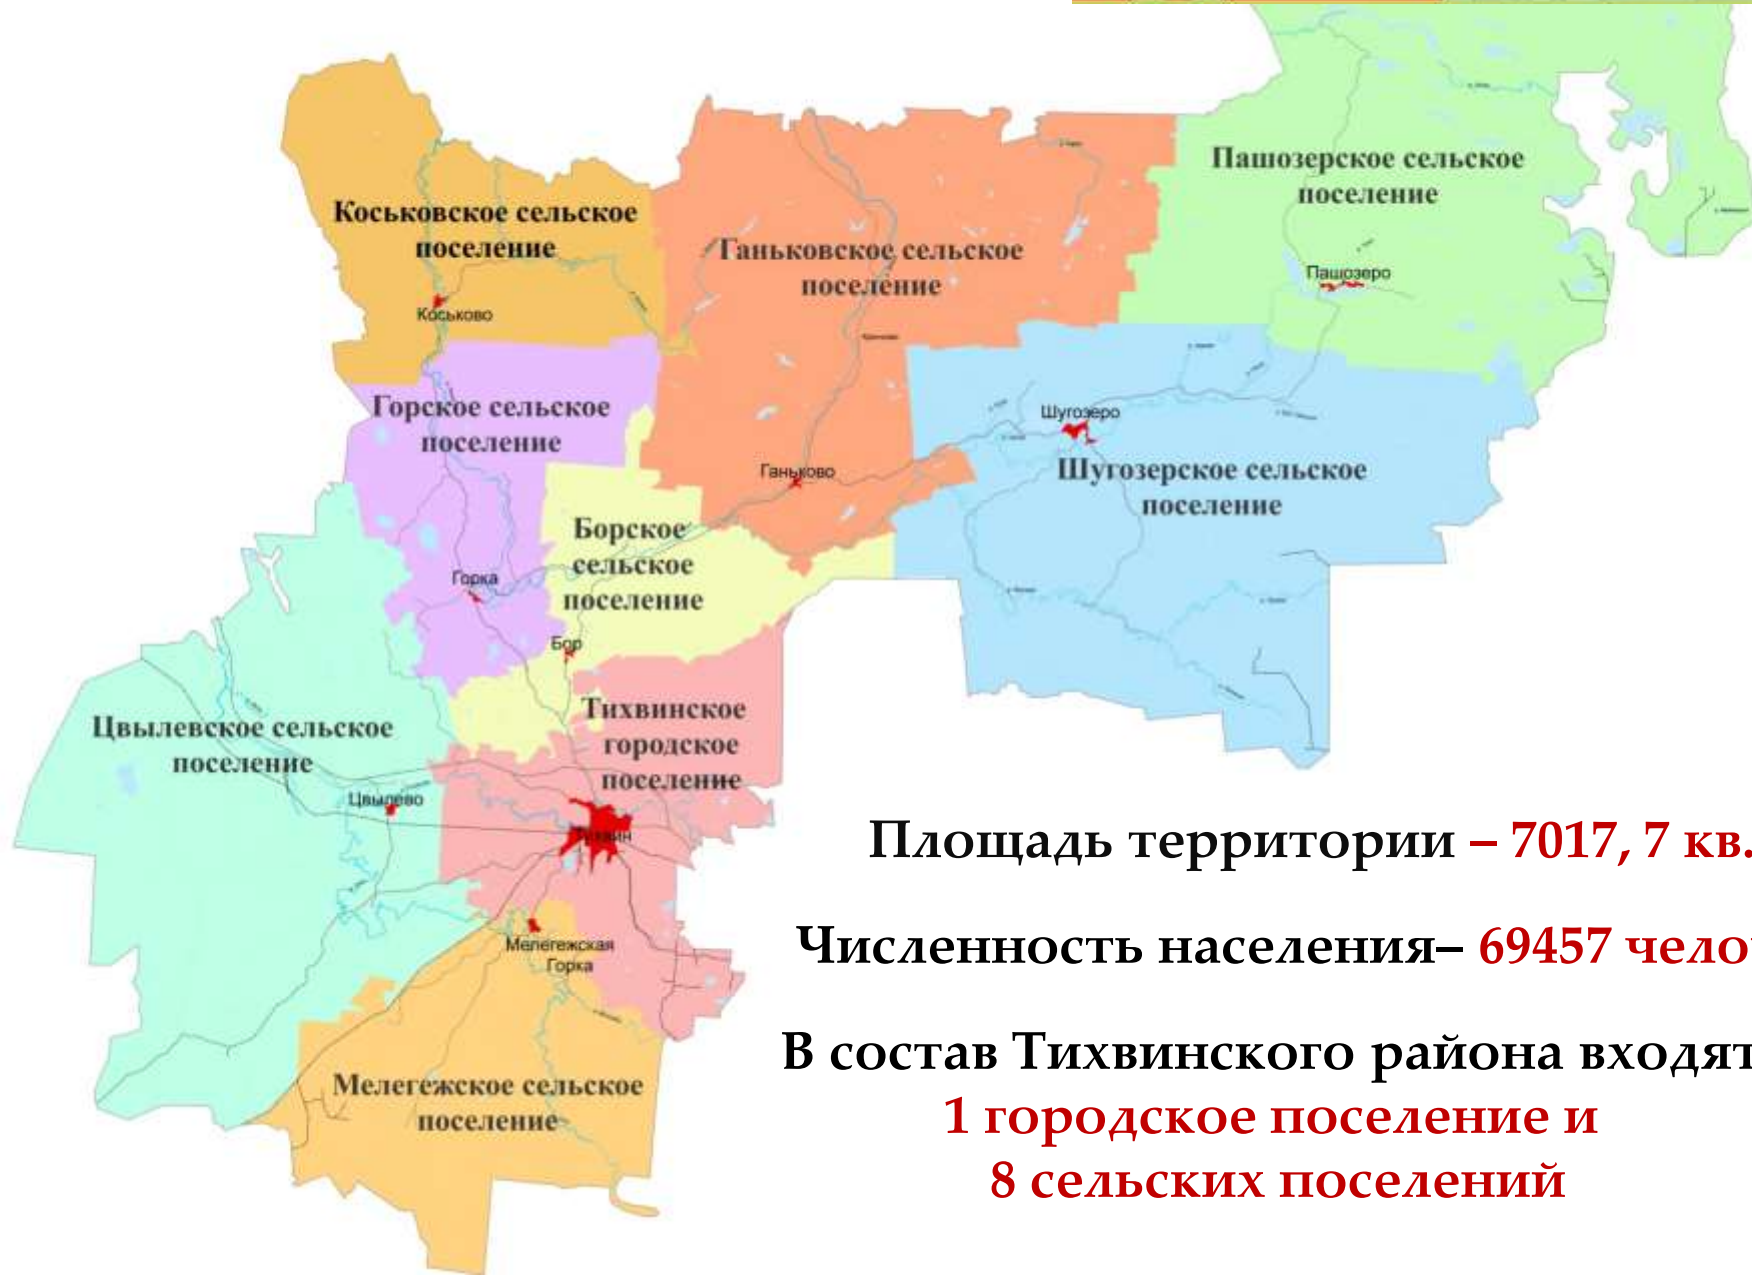 Пашозерское сельское
поселение
Коськовское сельское
поселение
Ганьковское сельское
поселение
Пашозеро
Коськово
Горское сельское
поселение
Шугозеро
Ганьково
Шугозерское сельское
поселение
Борское
сельское
поселение
Горка
Бор
Тихвинское
городское
поселение
Цвылевское сельское
поселение
Цвылево
Тихвин
Мелегежская
Горка
Мелегежское сельское
поселение
Площадь территории – 7017, 7 кв.
Численность населения– 69457 чело
В состав Тихвинского района входят
1 городское поселение и
8 сельских поселений